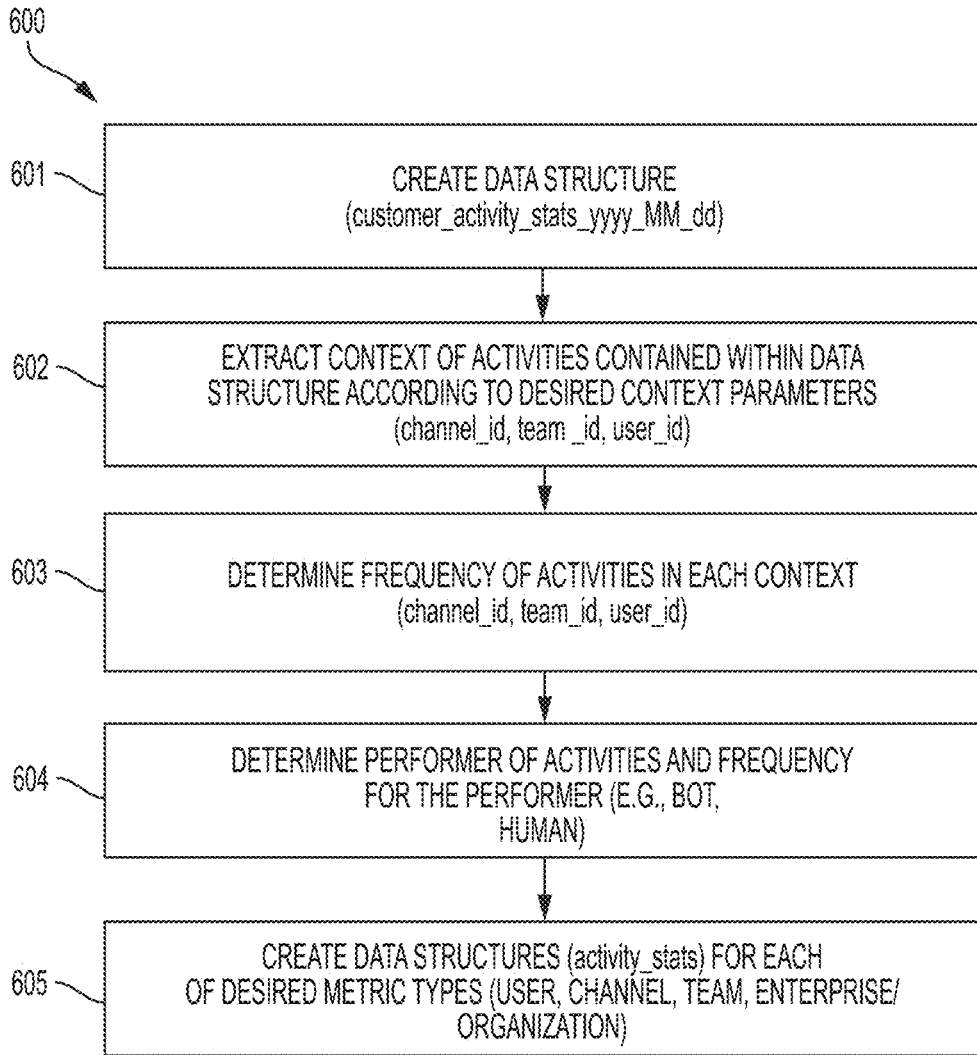 600
601
CREATE DATA STRUCTURE
(customer_activity_stats_yyyy_MM_dd)
602
EXTRACT CONTEXT OF ACTIVITIES CONTAINED WITHIN DATA
STRUCTURE ACCORDING TO DESIRED CONTEXT PARAMETERS
(channel_id, team _id, user_id)
603
DETERMINE FREQUENCY OF ACTIVITIES IN EACH CONTEXT
(channel_id, team_id, user_id)
604
DETERMINE PERFORMER OF ACTIVITIES AND FREQUENCY
FOR THE PERFORMER (E.G., BOT,
HUMAN)
605
CREATE DATA STRUCTURES (activity_stats) FOR EACH
OF DESIRED METRIC TYPES (USER, CHANNEL, TEAM, ENTERPRISE/
ORGANIZATION)